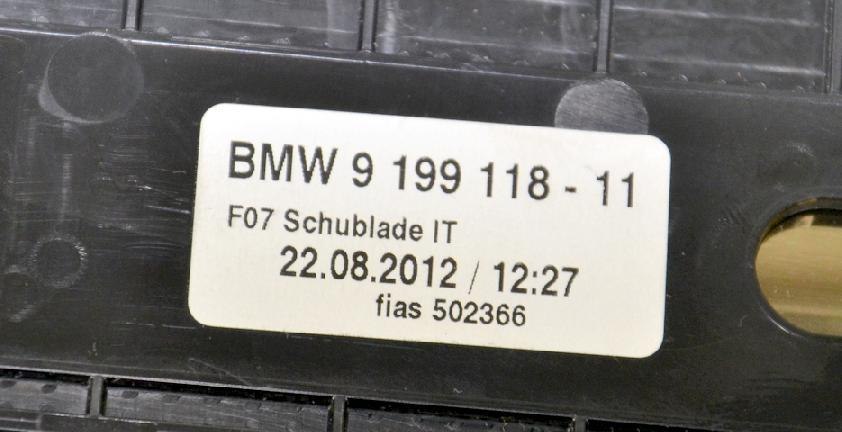 BMW 9 199 118 - 11
F07 Schublade IT
22.08.2012 / 12:27
fias 502366